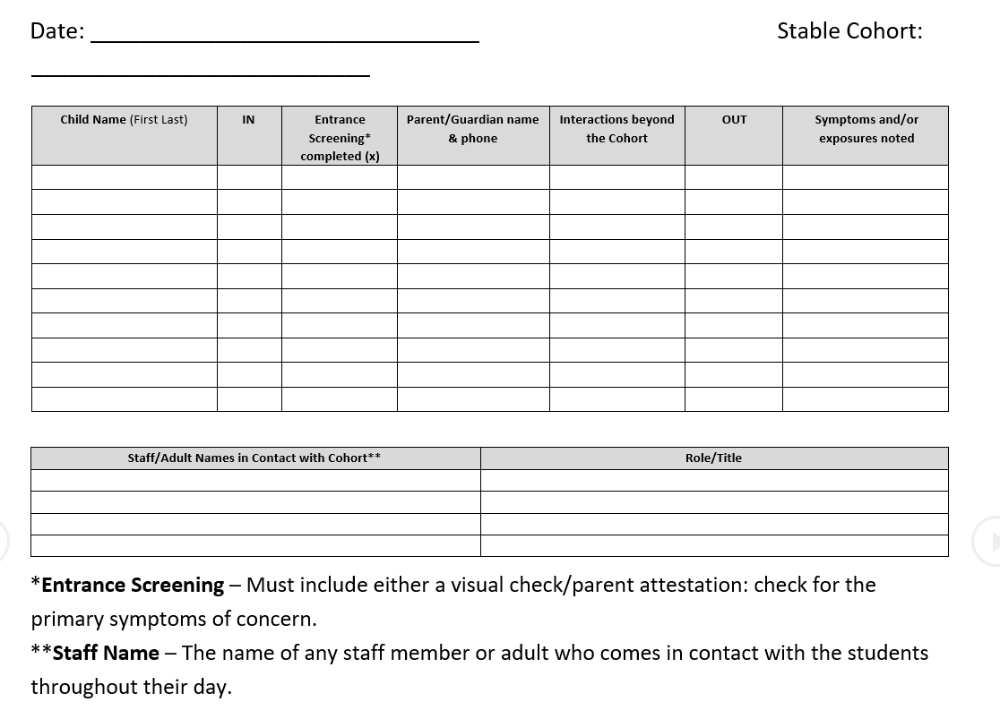 Date: ______________________________ Stable Cohort:
__________________________
Child Name (First Last) IN Entrance Parent/Guardian name Interactions beyond OUT Symptoms and/or
Screening* & phone the Cohort exposures noted
completed (x)
Staff/Adult Names in Contact with Cohort** Role/Title
*Entrance Screening – Must include either a visual check/parent attestation: check for the
primary symptoms of concern.
**Staff Name – The name of any staff member or adult who comes in contact with the students
throughout their day.